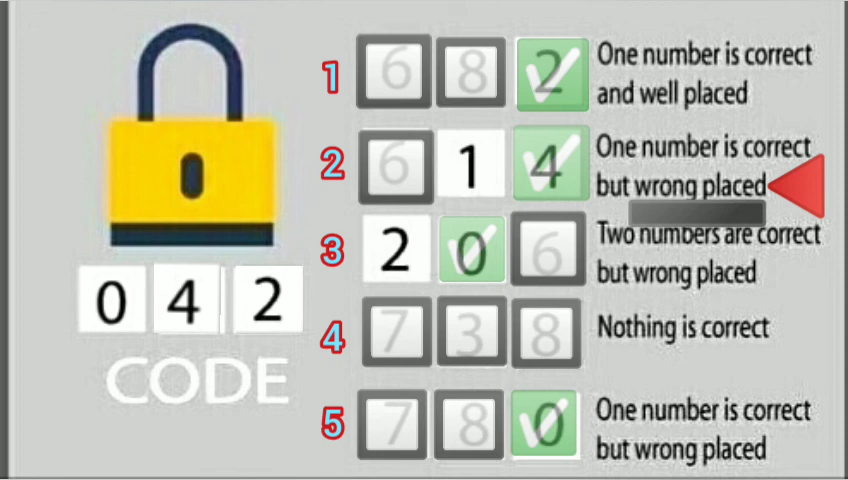 1 6 8 2 One number is correct
and well placed
2 6 1 4 One number is correct
but wrong placed
3 2 0 6 Two numbers are correct
but wrong placed
4 7 3 8 Nothing is correct
5 7 8 0 One number is correct
but wrong placed
0 4 2
CODE